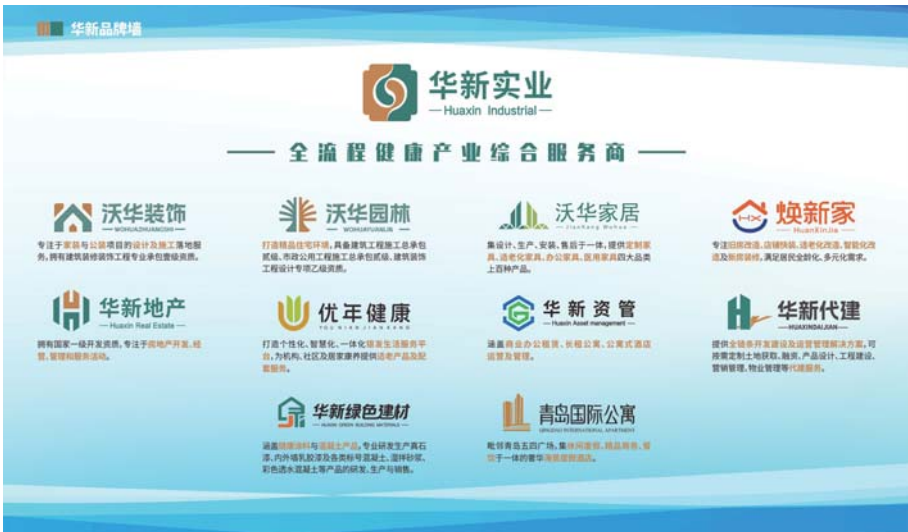 华新品牌墙
华新实业
Huaxin Industrial
全流程健康产业综合服务商
沃华装饰
WOHUAZHUANGSHI
专注于家装与公装项目的设计及施工落地服
务，拥有建筑装修装饰工程专业承包壹级资质。
沃华园林
WOHUAYUANLIN
打造精品住宅环境，具备建筑工程施工总承包
贰级、市政公用工程施工总承包贰级、建筑装饰
工程设计专项乙级资质。
沃华家居
JianKang Wohua
集设计、生产、安装、售后于一体，提供定制家
具、适老化家具、办公家具、医用家具四大品类
上百种产品。
焕新家
HuanXinJia
专注旧房改造、店铺快装、适老化改造、智能化改
造及新房装修，满足居民全龄化、多元化需求。
华新地产
Huaxin Real Estate
拥有国家一级开发资质，专注于房地产开发、经
营、管理和服务活动。
优年健康
YOU NIAN JIAN KANG
打造个性化、智慧化、一体化颐发生活服务平
台，为机构、社区及居家康养提供适老产品及配
套服务。
华新资管
Huaxin Asset management
涵盖商业办公租赁、长租公寓、公寓式酒店
运营及管理。
华新代建
HUAXINDAIJIAN
提供全链条开发建设及运营管理解决方案，可
按需定制土地获取、融资、产品设计、工程建设、
营销管理、物业管理等代建服务。
华新绿色建材
HUAXIN GREEN BUILDING MATERIALS
涵盖健康涂料与混凝土产品，专业研发生产真石
漆、内外墙乳胶漆及各类标号混凝土、湿拌砂浆、
彩色透水混凝土等产品的研发、生产与销售。
青岛国际公寓
QINGDAO INTERNATIONAL APARTMENT
毗邻青岛五四广场，集休闲度假、精品商务、餐
饮于一体的奢华海景度假酒店。